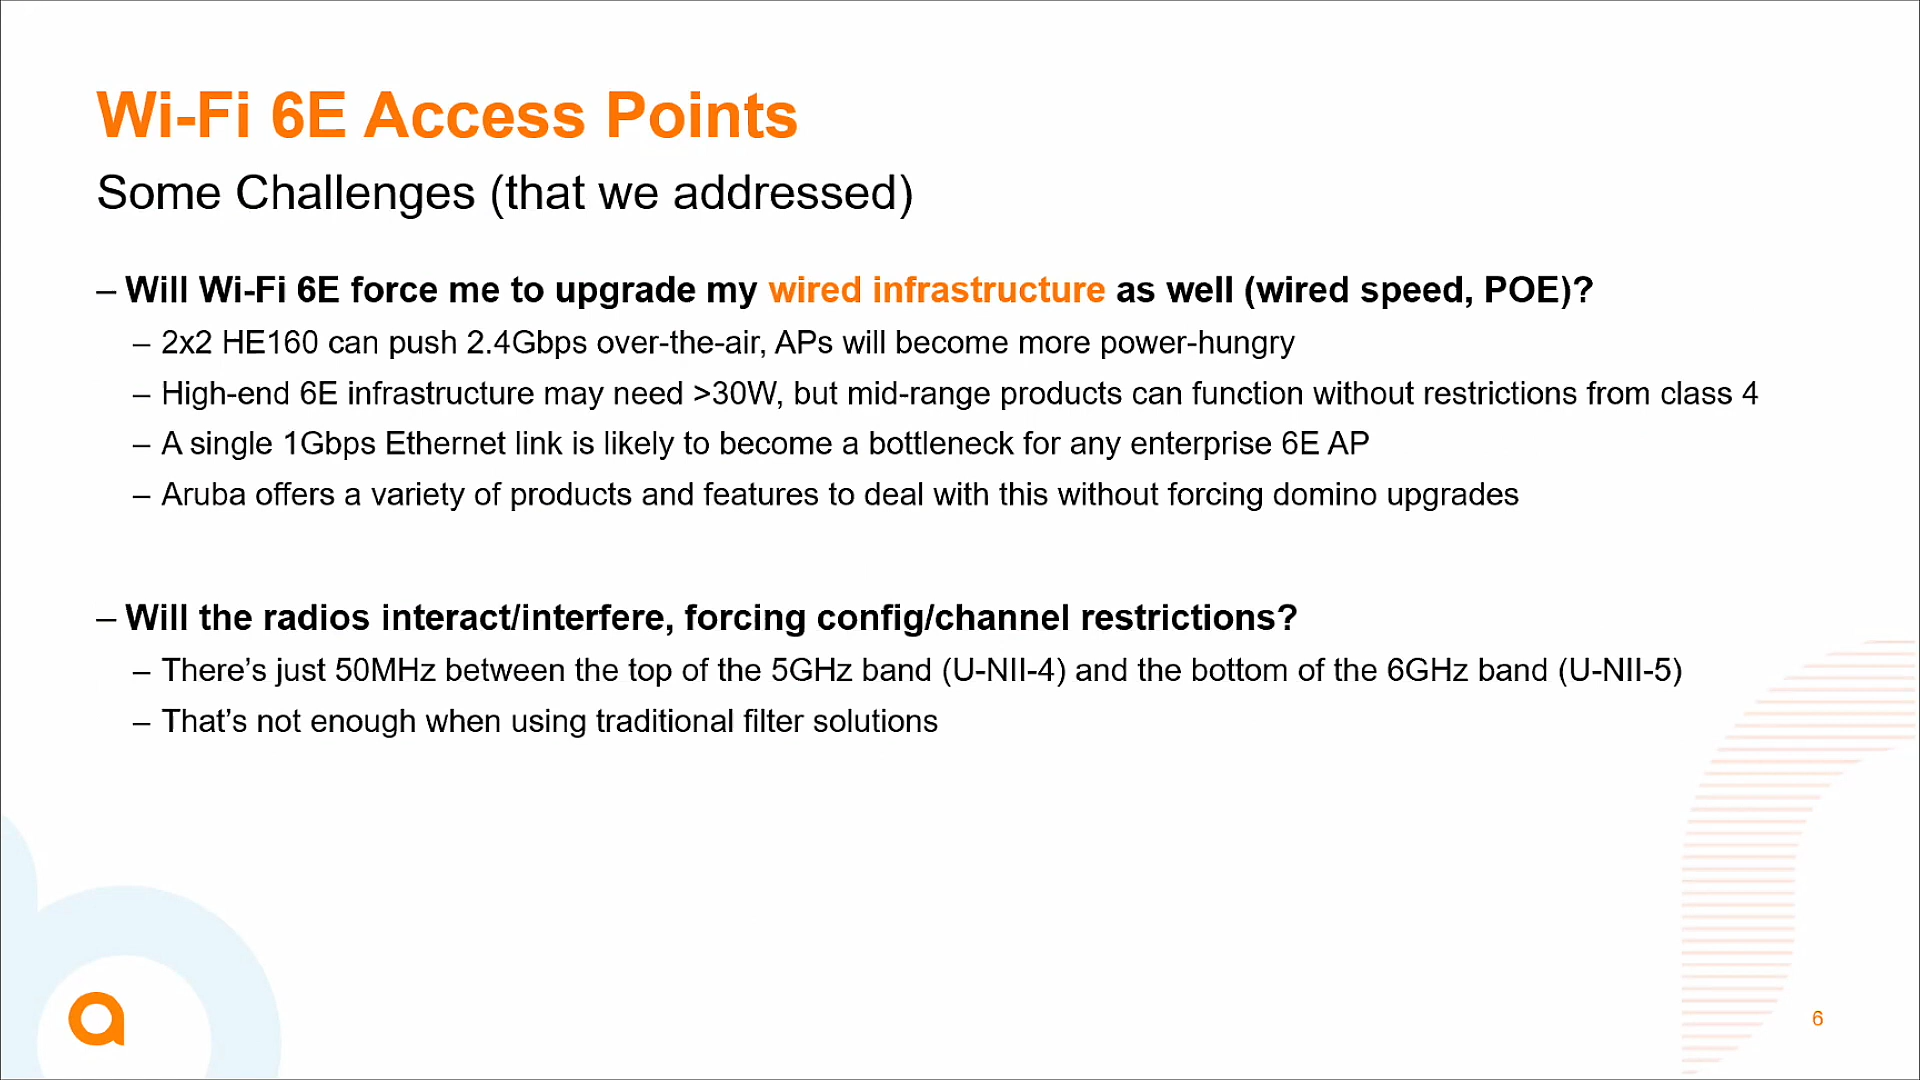 Wi-Fi 6E Access Points
Some Challenges (that we addressed)
– Will Wi-Fi 6E force me to upgrade my wired infrastructure as well (wired speed, POE)?
– 2x2 HE160 can push 2.4Gbps over-the-air, APs will become more power-hungry
– High-end 6E infrastructure may need >30W, but mid-range products can function without restrictions from class 4
– A single 1Gbps Ethernet link is likely to become a bottleneck for any enterprise 6E AP
– Aruba offers a variety of products and features to deal with this without forcing domino upgrades
– Will the radios interact/interfere, forcing config/channel restrictions?
– There’s just 50MHz between the top of the 5GHz band (U-NII-4) and the bottom of the 6GHz band (U-NII-5)
– That’s not enough when using traditional filter solutions
6